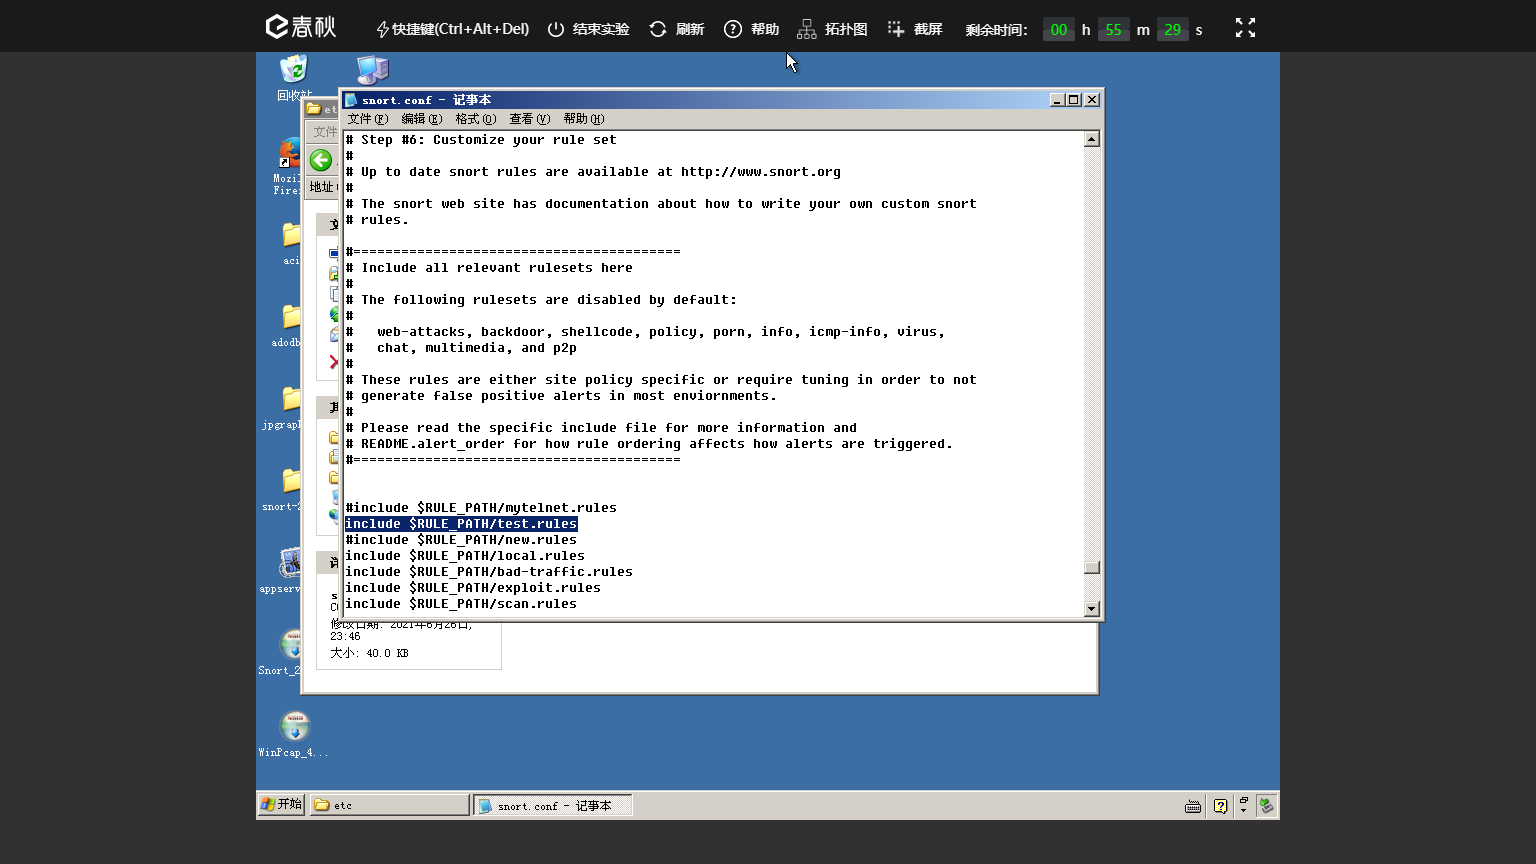 春秋 快捷键(Ctrl+Alt+Del) 结束实验 刷新 帮助 拓扑图 截屏 剩余时间： 00 h 55 m 29 s
回收站
et
snort.conf - 记事本
文件
文件(F) 编辑(E) 格式(O) 查看(V) 帮助(H)
地址
Mozil
Firef
aci
adodb
jpgraph
snort-2
appserv
Snort_2
WinPcap_4...
# Step #6: Customize your rule set
#
# Up to date snort rules are available at http://www.snort.org
#
# The snort web site has documentation about how to write your own custom snort
# rules.
#=========================================
# Include all relevant rulesets here
#
# The following rulesets are disabled by default:
#
#   web-attacks, backdoor, shellcode, policy, porn, info, icmp-info, virus,
#   chat, multimedia, and p2p
#
# These rules are either site policy specific or require tuning in order to not
# generate false positive alerts in most enviornments.
#
# Please read the specific include file for more information and
# README.alert_order for how rule ordering affects how alerts are triggered.
#=========================================
#include $RULE_PATH/mytelnet.rules
include $RULE_PATH/test.rules
#include $RULE_PATH/new.rules
include $RULE_PATH/local.rules
include $RULE_PATH/bad-traffic.rules
include $RULE_PATH/exploit.rules
include $RULE_PATH/scan.rules
修改日期: 2021年6月26日,
23:46
大小: 40.0 KB
开始 etc snort.conf - 记事本